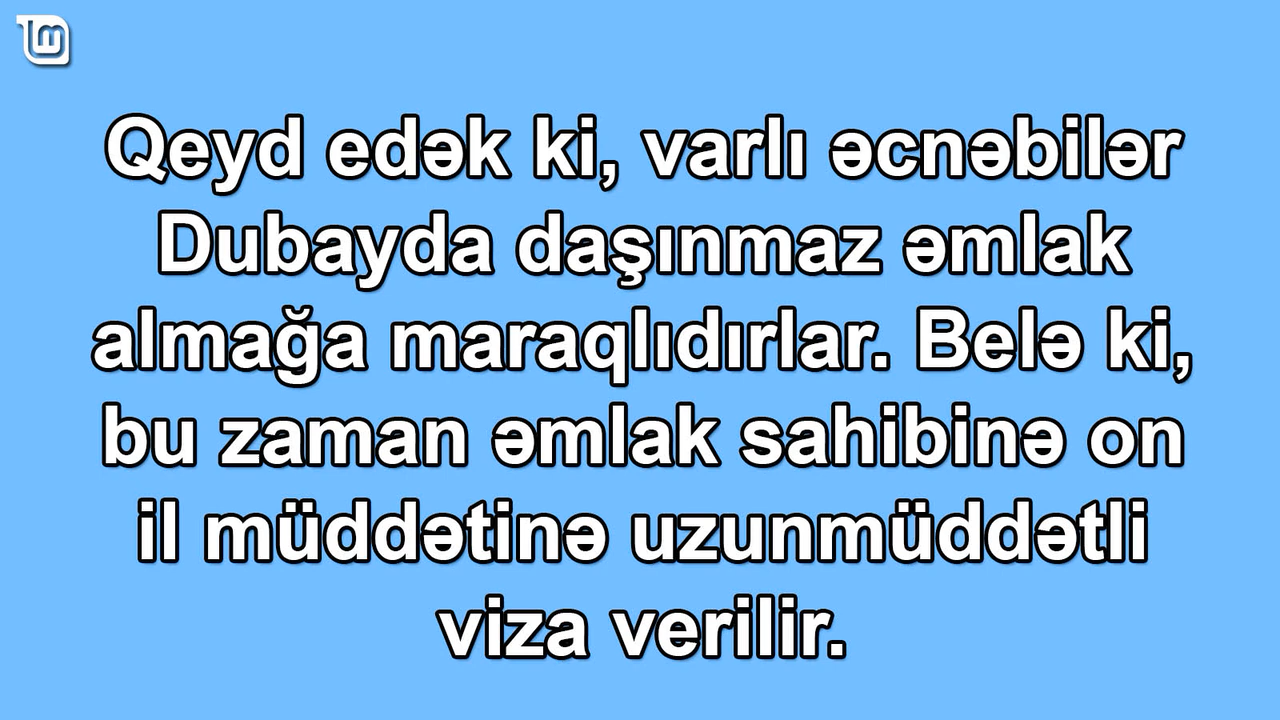 Qeyd edək ki, varlı əcnəbilər
Dubayda daşınmaz əmlak
almağa maraqlıdırlar. Belə ki,
bu zaman əmlak sahibinə on
il müddətinə uzunmüddətli
viza verilir.